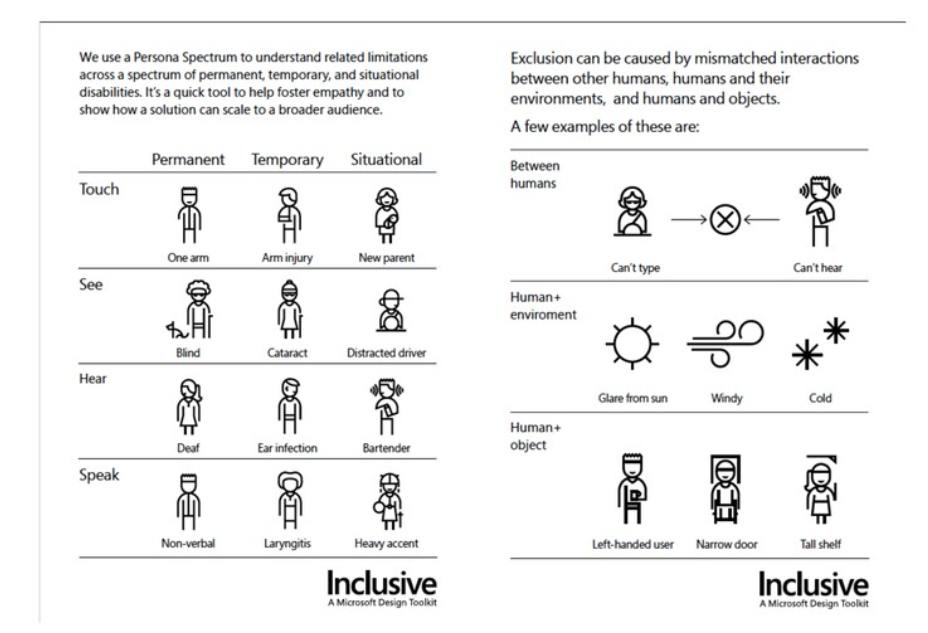 We use a Persona Spectrum to understand related limitations
across a spectrum of permanent, temporary, and situational
disabilities. It's a quick tool to help foster empathy and to
show how a solution can scale to a broader audience.
Permanent Temporary Situational
Touch
One arm Arm injury New parent
See
Blind Cataract Distracted driver
Hear
Deaf Ear infection Bartender
Speak
Non-verbal Laryngitis Heavy accent
Inclusive
A Microsoft Design Toolkit
Exclusion can be caused by mismatched interactions
between other humans, humans and their
environments, and humans and objects.
A few examples of these are:
Between
humans
Can't type Can't hear
Human+
enviroment
Glare from sun Windy Cold
Human+
object
Left-handed user Narrow door Tall shelf
Inclusive
A Microsoft Design Toolkit